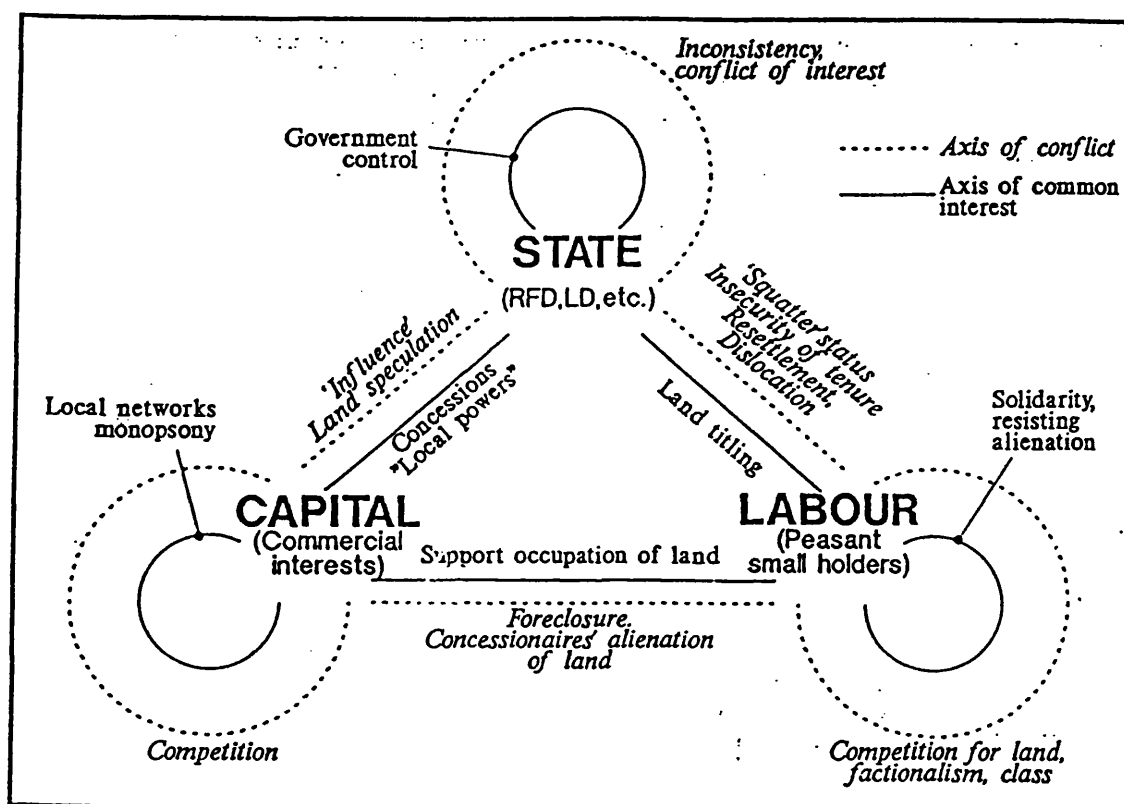 Inconsistency,
conflict of interest
Government
control
Axis of conflict
Axis of common
interest
STATE
(RFD, LD, etc.)
'Influence'
Land speculation
Concessions
"Local powers"
'Squatter' status
Insecurity of tenure
Resettlement,
Dislocation
Land titling
Local networks
monopsony
Solidarity,
resisting
alienation
CAPITAL
(Commercial
interests)
LABOUR
(Peasant
small holders)
Support occupation of land
Foreclosure.
Concessionaires' alienation
of land
Competition
Competition for land,
factionalism, class